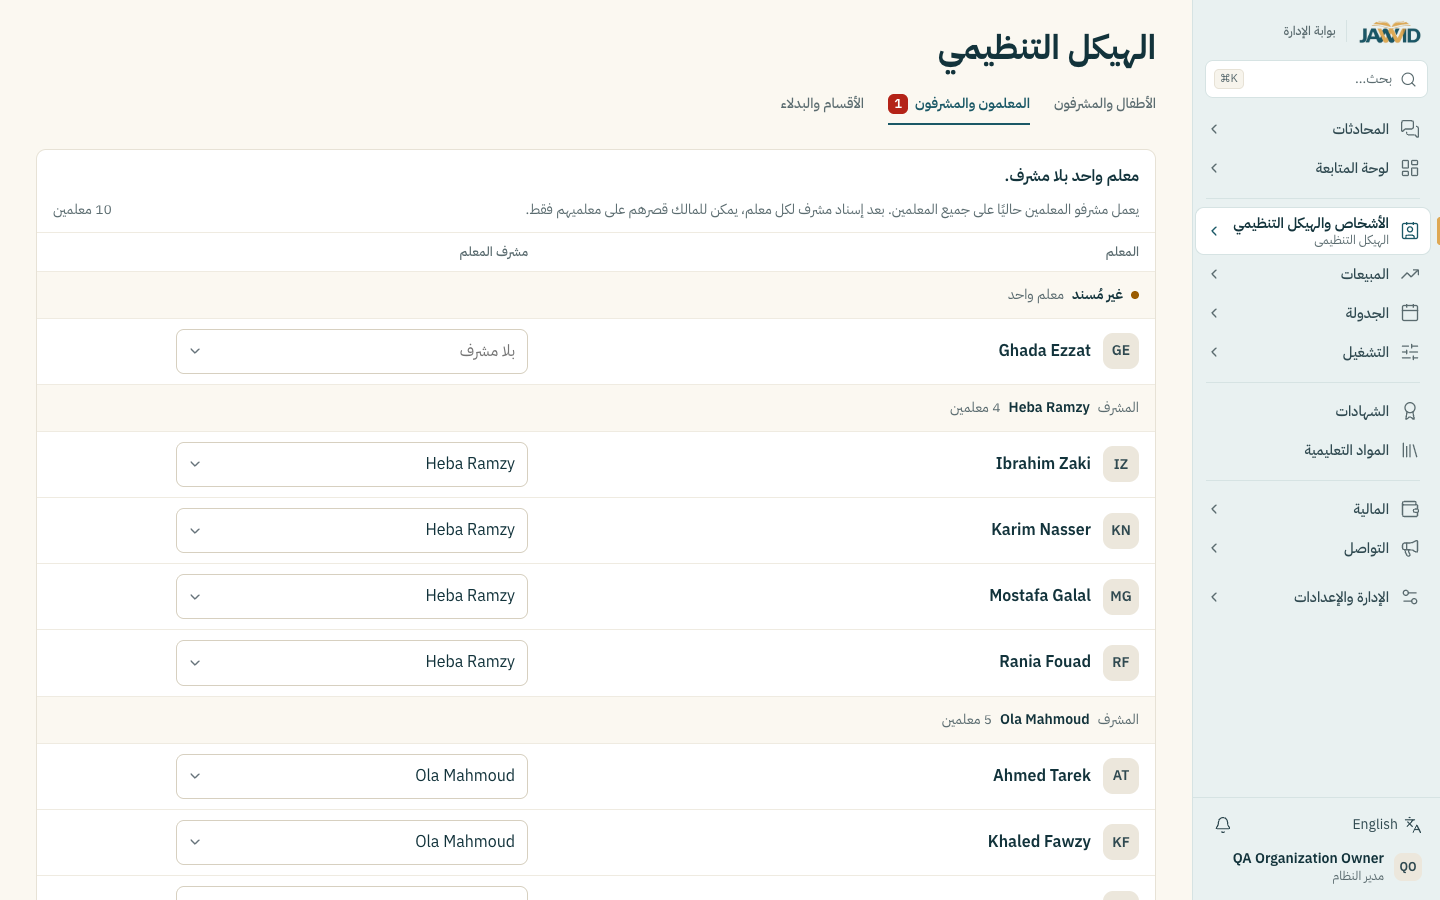 JAWWID
بوابة الإدارة
بحث...
⌘K
المحادثات
لوحة المتابعة
الأشخاص والهيكل التنظيمي
الهيكل التنظيمي
المبيعات
الجدولة
التشغيل
الشهادات
المواد التعليمية
المالية
التواصل
الإدارة والإعدادات
English
QO
QA Organization Owner
مدير النظام
الهيكل التنظيمي
الأطفال والمشرفون
المعلمون والمشرفون 1
الأقسام والبدلاء
معلم واحد بلا مشرف.
يعمل مشرفو المعلمين حاليًا على جميع المعلمين. بعد إسناد مشرف لكل معلم، يمكن للمالك قصرهم على معلميهم فقط.
10 معلمين
المعلم
مشرف المعلم
غير مُسند معلم واحد
GE Ghada Ezzat
بلا مشرف
المشرف Heba Ramzy 4 معلمين
IZ Ibrahim Zaki
Heba Ramzy
KN Karim Nasser
Heba Ramzy
MG Mostafa Galal
Heba Ramzy
RF Rania Fouad
Heba Ramzy
المشرف Ola Mahmoud 5 معلمين
AT Ahmed Tarek
Ola Mahmoud
KF Khaled Fawzy
Ola Mahmoud